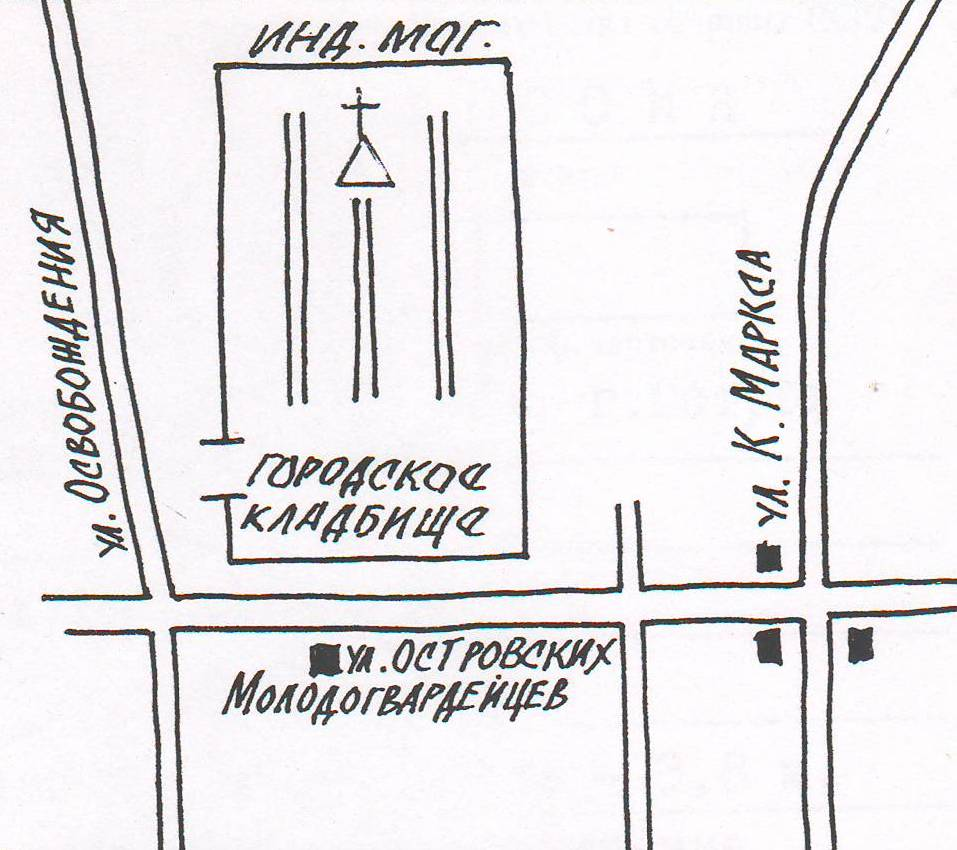 ИНД. МОГ.
ул. ОСВОБОЖДЕНИЯ
ГОРОДСКОЕ
КЛАДБИЩЕ
ул. К. МАРКСА
ул. ОСТРОВСКИХ
МОЛОДОГВАРДЕЙЦЕВ